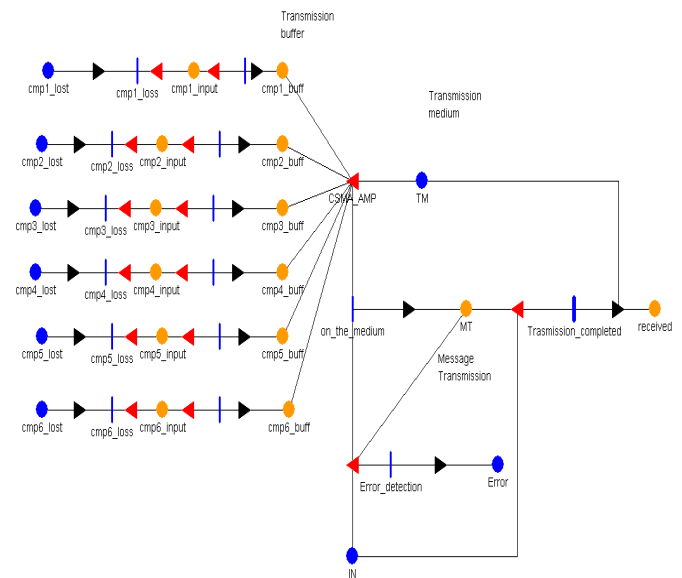 Transmission
buffer
cmp1_lost
cmp1_loss
cmp1_input
cmp1_buff
Transmission
medium
cmp2_lost
cmp2_loss
cmp2_input
cmp2_buff
CSMA_AMP
TM
cmp3_lost
cmp3_loss
cmp3_input
cmp3_buff
cmp4_lost
cmp4_loss
cmp4_input
cmp4_buff
on_the_medium
MT
Trasmission_completed
received
cmp5_lost
cmp5_loss
cmp5_input
cmp5_buff
Message
Transmission
cmp6_lost
cmp6_loss
cmp6_input
cmp6_buff
Error_detection
Error
IN